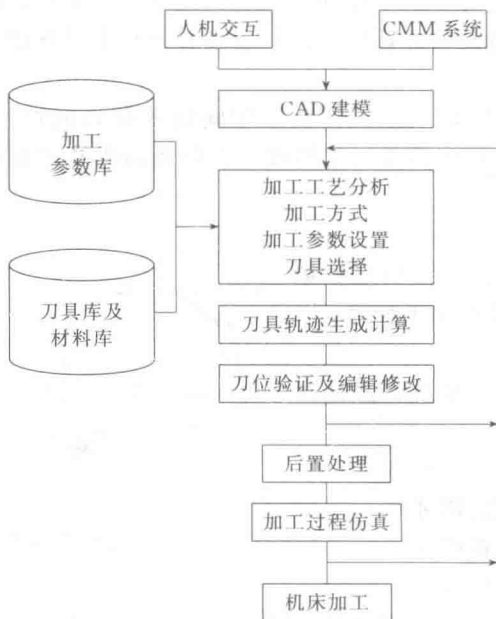 人机交互
CMM 系统
CAD 建模
加工
参数库
加工工艺分析
加工方式
加工参数设置
刀具选择
刀具库及
材料库
刀具轨迹生成计算
刀位验证及编辑修改
后置处理
加工过程仿真
机床加工